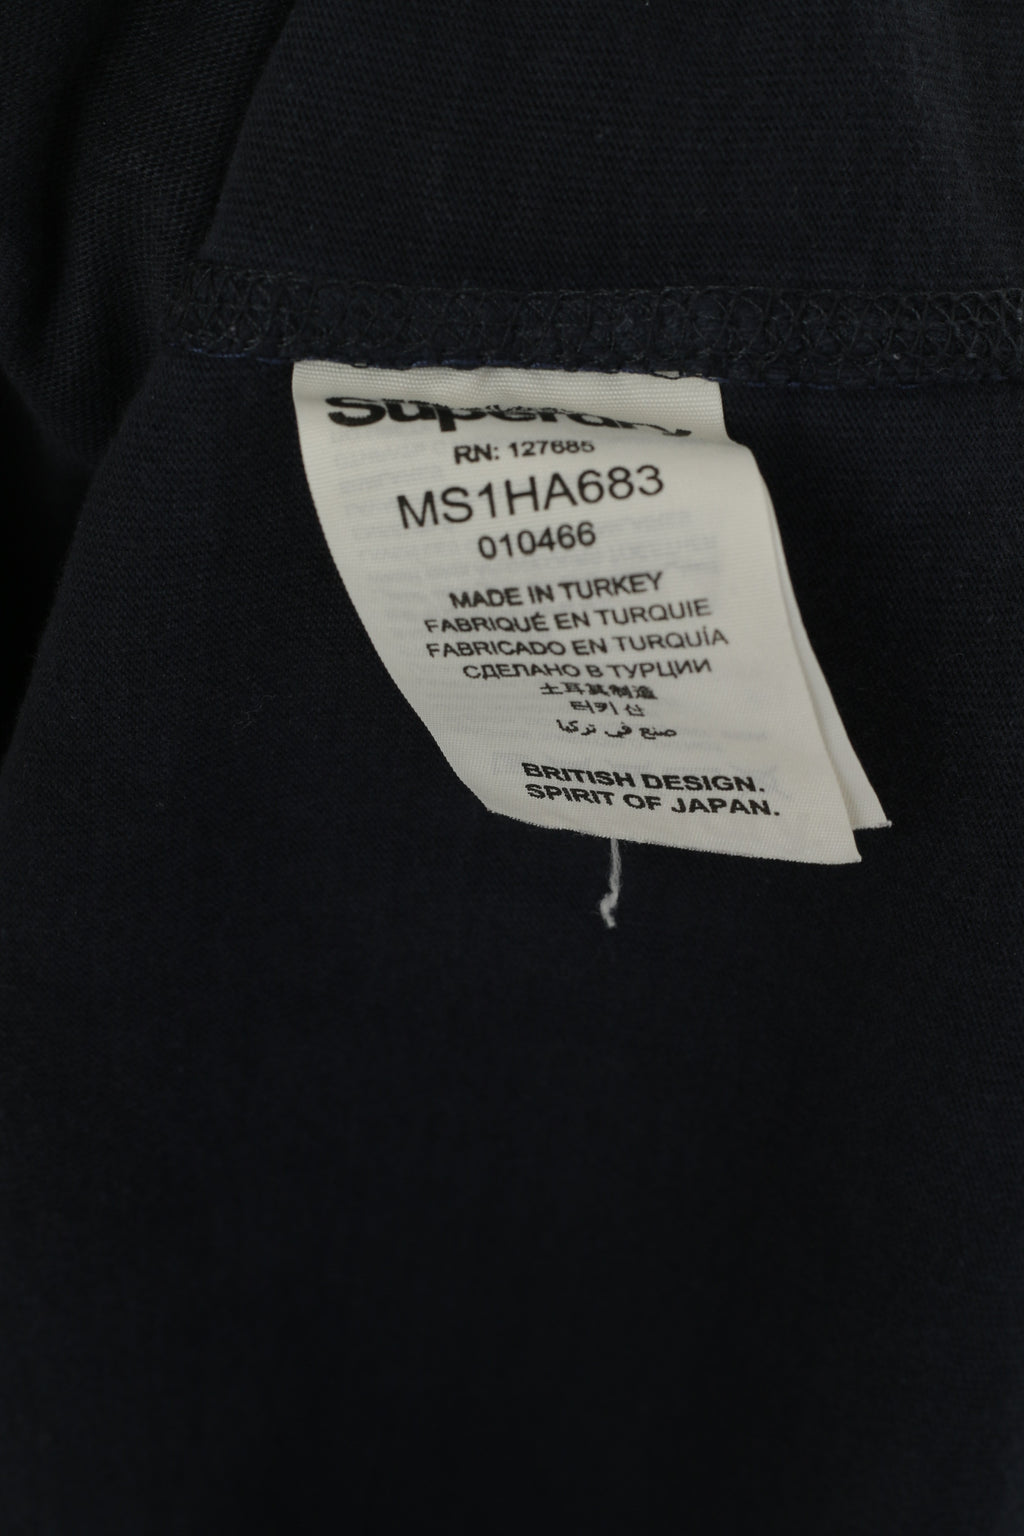 Superdry
RN: 127685
MS1HA683
010466
MADE IN TURKEY
FABRIQUÉ EN TURQUIE
FABRICADO EN TURQUÍA
СДЕЛАНО В ТУРЦИИ
土耳其制造
터키 산
صنع في تركيا
BRITISH DESIGN.
SPIRIT OF JAPAN.